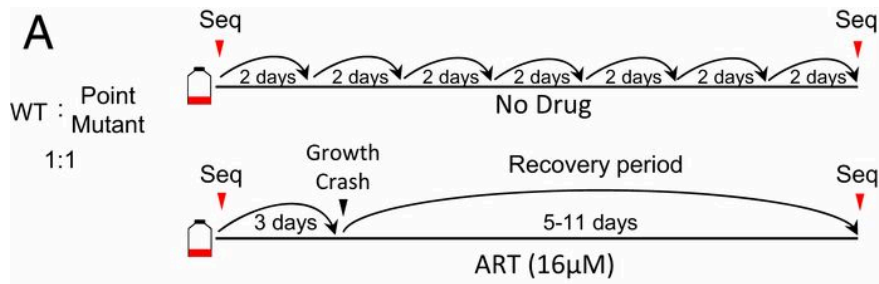 A
Seq
Seq
2 days 2 days 2 days 2 days 2 days 2 days 2 days
No Drug
WT : Point
Mutant
1:1
Growth
Crash
Recovery period
Seq
Seq
3 days
5-11 days
ART (16µM)